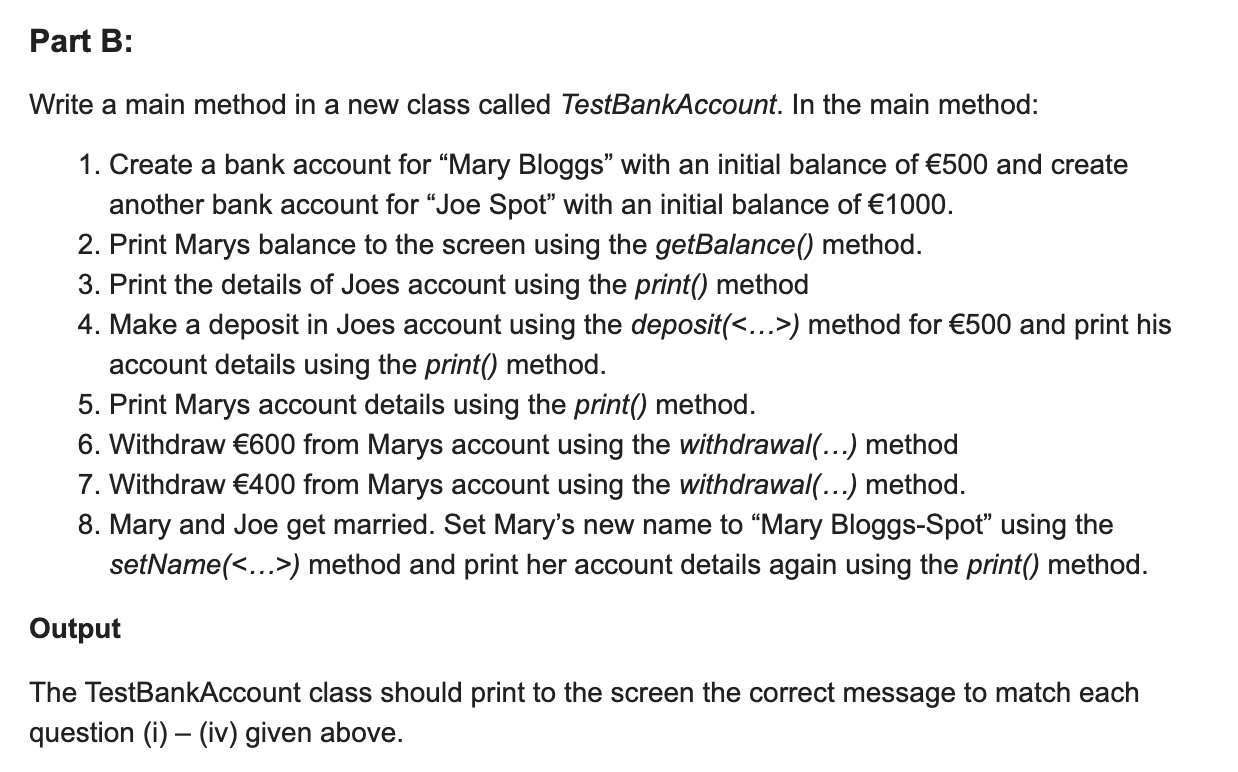 Part B:
Write a main method in a new class called TestBankAccount. In the main method:
1. Create a bank account for “Mary Bloggs” with an initial balance of €500 and create
another bank account for “Joe Spot” with an initial balance of €1000.
2. Print Marys balance to the screen using the getBalance() method.
3. Print the details of Joes account using the print() method
4. Make a deposit in Joes account using the deposit(<...>) method for €500 and print his
account details using the print() method.
5. Print Marys account details using the print() method.
6. Withdraw €600 from Marys account using the withdrawal(...) method
7. Withdraw €400 from Marys account using the withdrawal(...) method.
8. Mary and Joe get married. Set Mary’s new name to “Mary Bloggs-Spot” using the
setName(<...>) method and print her account details again using the print() method.
Output
The TestBankAccount class should print to the screen the correct message to match each
question (i) – (iv) given above.